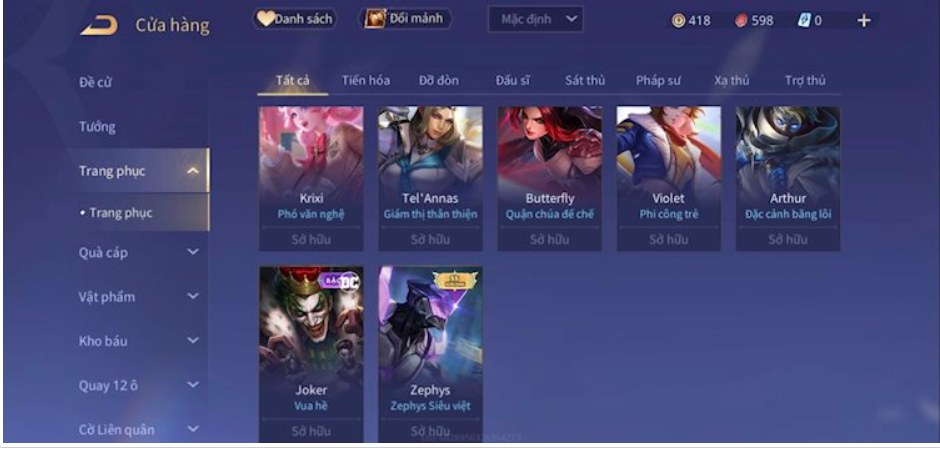 Cửa hàng
Danh sách
Đổi mảnh
Mặc định
418
598
0
Đề cử
Tướng
Trang phục
• Trang phục
Quà cáp
Vật phẩm
Kho báu
Quay 12 ô
Cờ Liên quân
Tất cả Tiến hóa Đỡ đòn Đấu sĩ Sát thủ Pháp sư Xạ thủ Trợ thủ
Krixi
Phó văn nghệ
Sở hữu
Tel'Annas
Giám thị thân thiện
Sở hữu
Butterfly
Quận chúa đế chế
Sở hữu
Violet
Phi công trẻ
Sở hữu
Arthur
Đặc cảnh băng lôi
Sở hữu
BẬC
DC
Joker
Vua hề
Sở hữu
Zephys
Zephys Siêu việt
Sở hữu